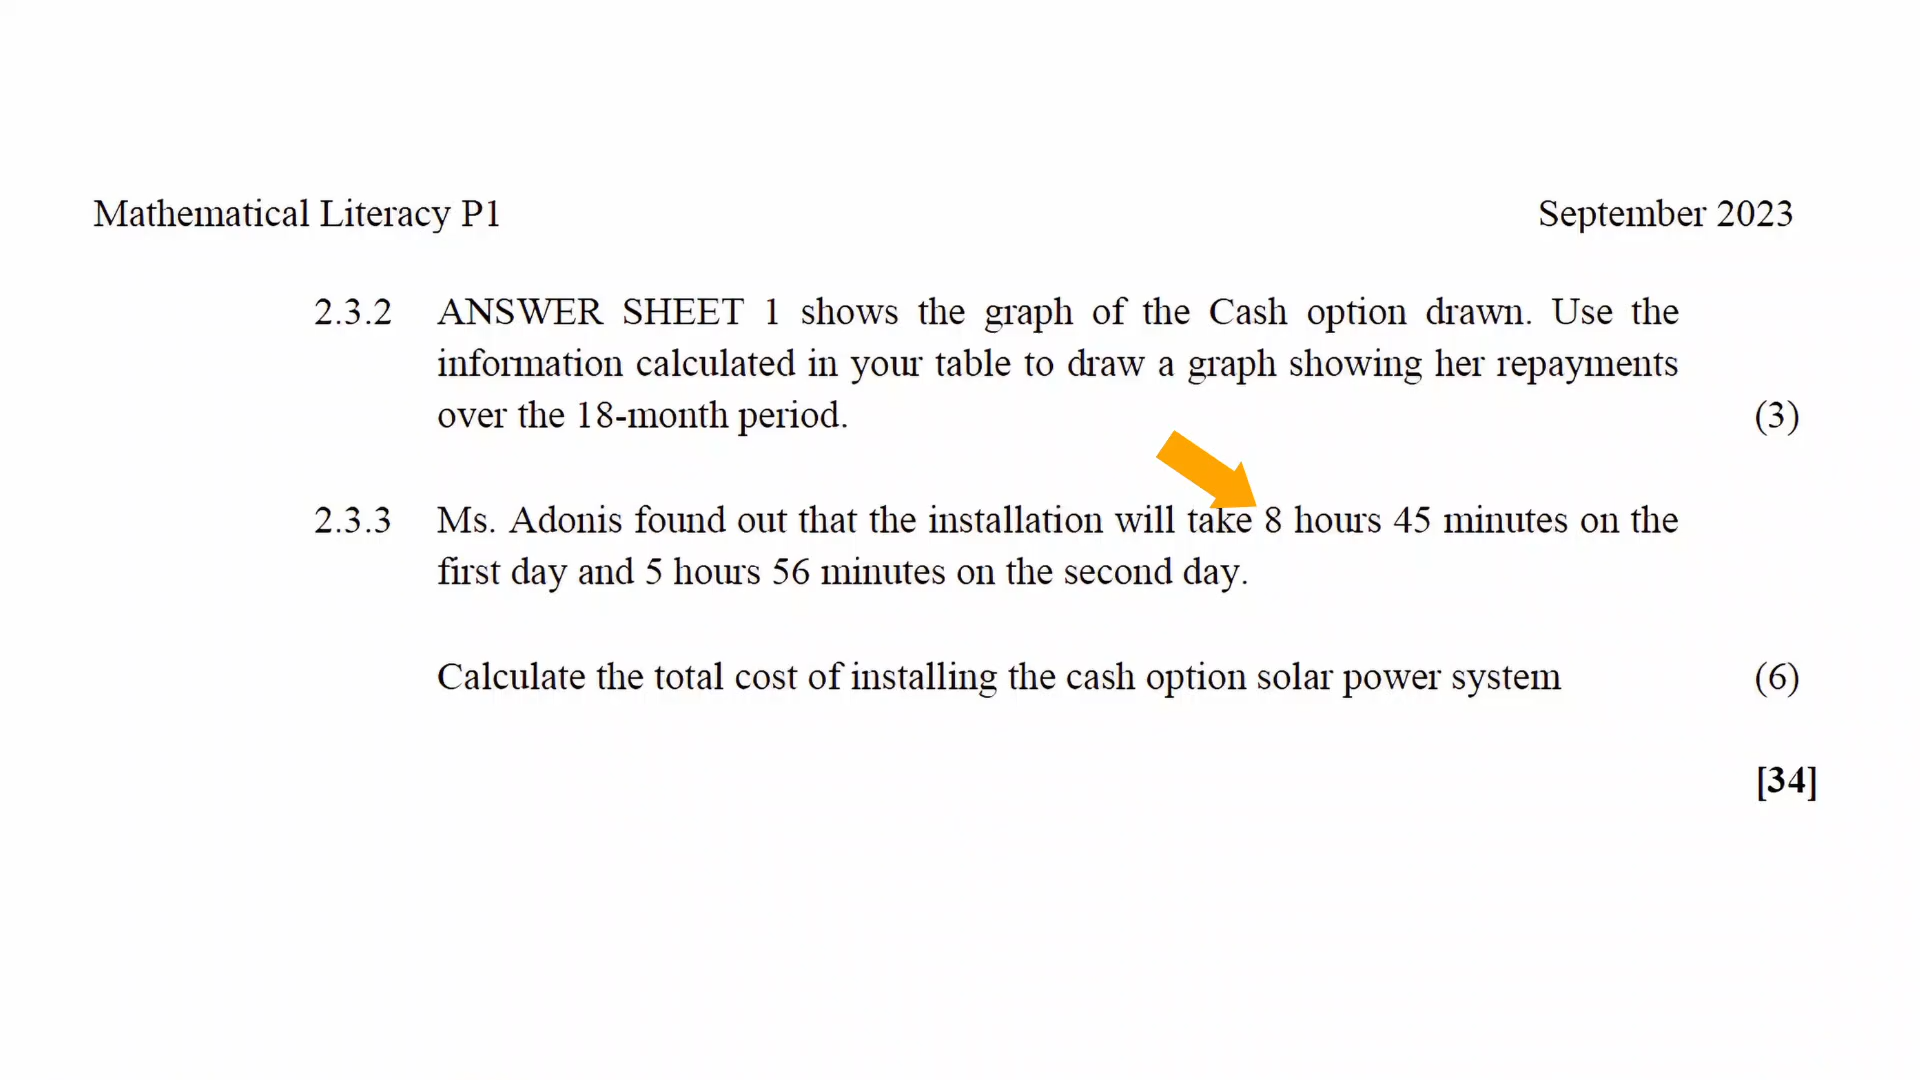 Mathematical Literacy P1 September 2023
2.3.2 ANSWER SHEET 1 shows the graph of the Cash option drawn. Use the
information calculated in your table to draw a graph showing her repayments
over the 18-month period. (3)
2.3.3 Ms. Adonis found out that the installation will take 8 hours 45 minutes on the
first day and 5 hours 56 minutes on the second day.
Calculate the total cost of installing the cash option solar power system (6)
[34]